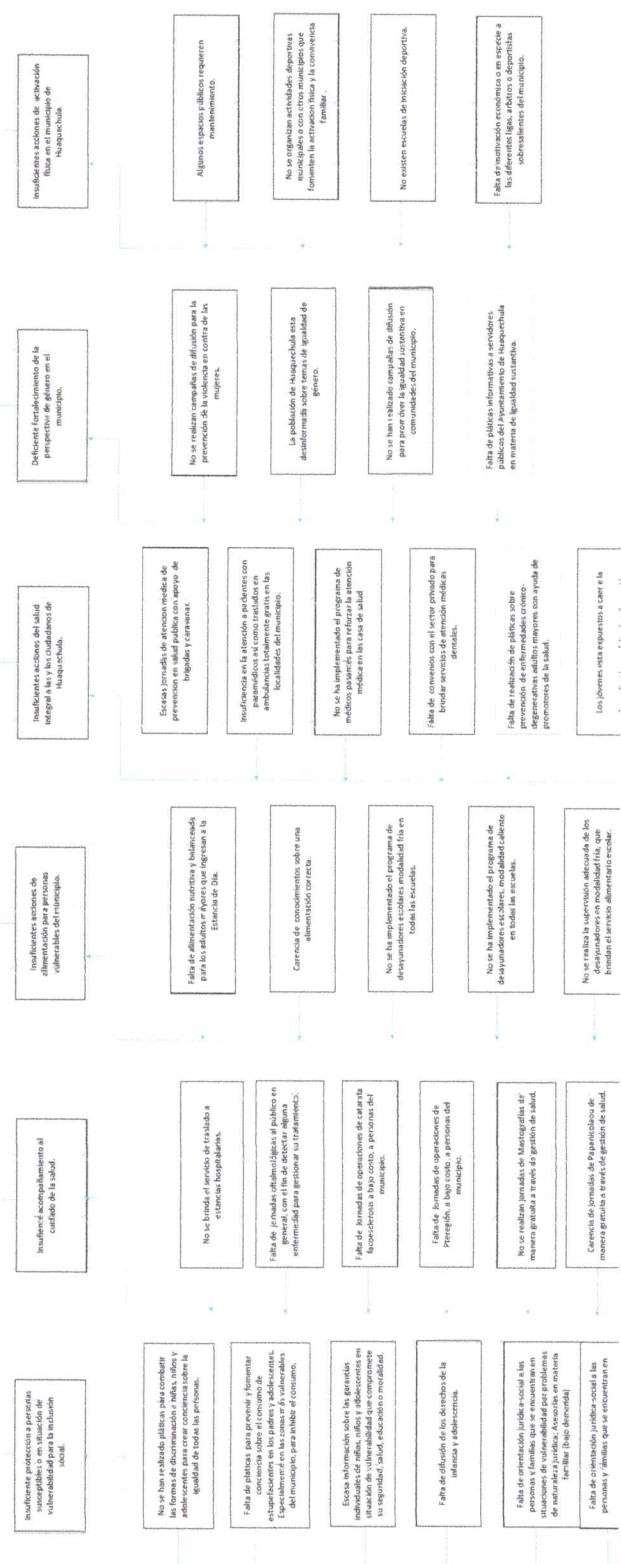 Insuficiente protección a personas
susceptibles o en situación de
vulnerabilidad para la inclusión
social.
No se han realizado pláticas para combatir
las formas de discriminación a niñas, niños y
adolescentes para crear conciencia sobre la
igualdad de todas las personas.
Falta de platicas para prevenir y fomentar
conciencia sobre el consumo de
estupefacientes en los padres y adolescentes.
Especialmente en las zonas más vulnerables
del municipio, para inhibir el consumo.
Escasa información sobre las garantías
individuales de niñas, niños y adolescentes en
situación de vulnerabilidad que compromete
su seguridad, salud, educación o moralidad.
Falta de difusión de los derechos de la
infancia y adolescencia.
Falta de orientación jurídica-social a las
personas y familias que se encuentran en
situaciones de vulnerabilidad por problemas
de naturaleza jurídica; Asesorías en materia
familiar (bajo demanda)
Falta de orientación jurídica-social a las
personas y familias que se encuentran en
Insuficiente acompañamiento al
cuidado de la salud.
No se brinda el servicio de traslado a
estancias hospitalarias.
Falta de jornadas oftalmológicas al público en
general, con el fin de detectar alguna
enfermedad para gestionar su tratamiento.
Falta de Jornadas de operaciones de catarata
facoesclerosis a bajo costo, a personas del
municipio.
Falta de Jornadas de operaciones de
Pteregión, a bajo costo, a personas del
municipio.
No se realizan jornadas de Mastografías de
manera gratuita a través de gestión de salud.
Carencia de jornadas de Papanicolaou de
manera gratuita a través de gestión de salud.
Insuficientes acciones de
alimentación para personas
vulnerables del municipio.
Falta de alimentación nutritiva y balanceada
para los adultos mayores que ingresan a la
Estancia de Día.
Carencia de conocimientos sobre una
alimentación correcta.
No se ha implementado el programa de
desayunadores escolares modalidad fría en
todas las escuelas.
No se ha implementado el programa de
desayunadores escolares, modalidad caliente
en todas las escuelas.
No se realiza la supervisión adecuada de los
desayunadores en modalidad fría, que
brindan el servicio alimentario escolar.
Insuficientes acciones del salud
integral a las y los ciudadanos de
Huaquechula.
Escasas jornadas de atencion medica de
prevencion en salud publica con apoyo de
brigadas y caravanas.
Insuficiencia en la atención a pacientes con
paramédicos así como traslados en
ambulancias totalmente gratis en las
localidades del municipio.
No se ha implementado el programa de
médicos pasantes para reforzar la atención
médica en las casa de salud
Falta de convenios con el sector privado para
brindar servicios de atención médicas
dentales.
Falta de realización de pláticas sobre
prevención de enfermedades crónico-
degenerativas adultos mayores con ayuda de
promotores de la salud.
Los jóvenes esta expuestos a caer e la
Deficiente fortalecimiento de la
perspectiva de género en el
municipio.
No se realizan campañas de difusión para la
prevención de la violencia en contra de las
mujeres.
La población de Huaquechula esta
desinformada sobre temas de igualdad de
género.
No se han realizado campañas de difusión
para promover la igualdad sustantiva en
comunidades del municipio.
Falta de pláticas informativas a servidores
públicos del Ayuntamiento de Huaquechula
en materia de igualdad sustantiva.
Insuficientes acciones de activación
física en el municipio de
Huaquechula.
Algunos espacios públicos requieren
mantenimiento.
No se organizan actividades deportivas
municipales o con otros municipios que
fomenten la activación física y la convivencia
familiar.
No existen escuelas de iniciación deportiva.
Falta de motivación económica o en especie a
las diferentes ligas, arbitros o deportistas
sobresalientes del municipio.